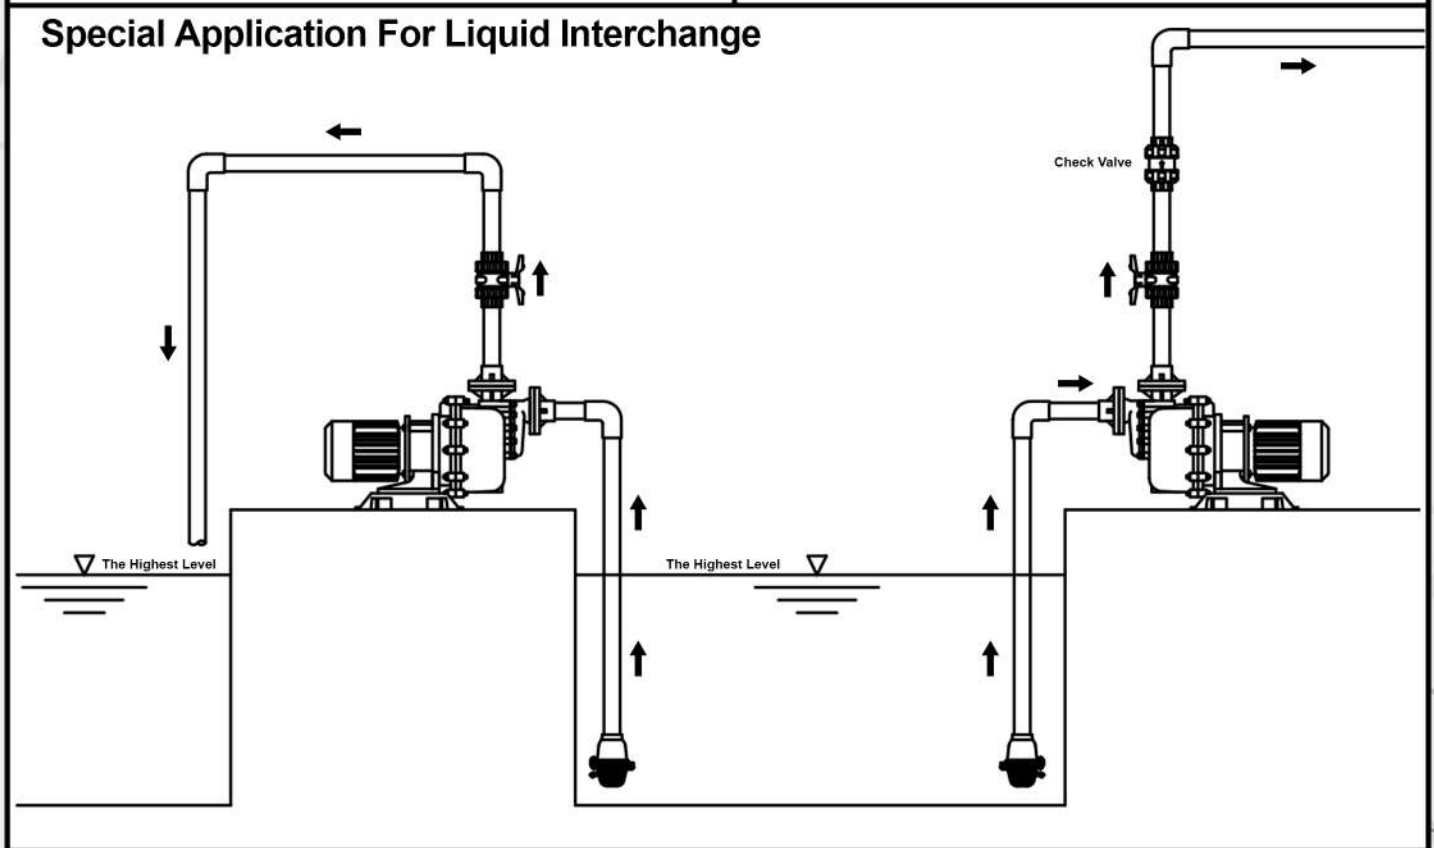 Special Application For Liquid Interchange
Check Valve
The Highest Level
The Highest Level